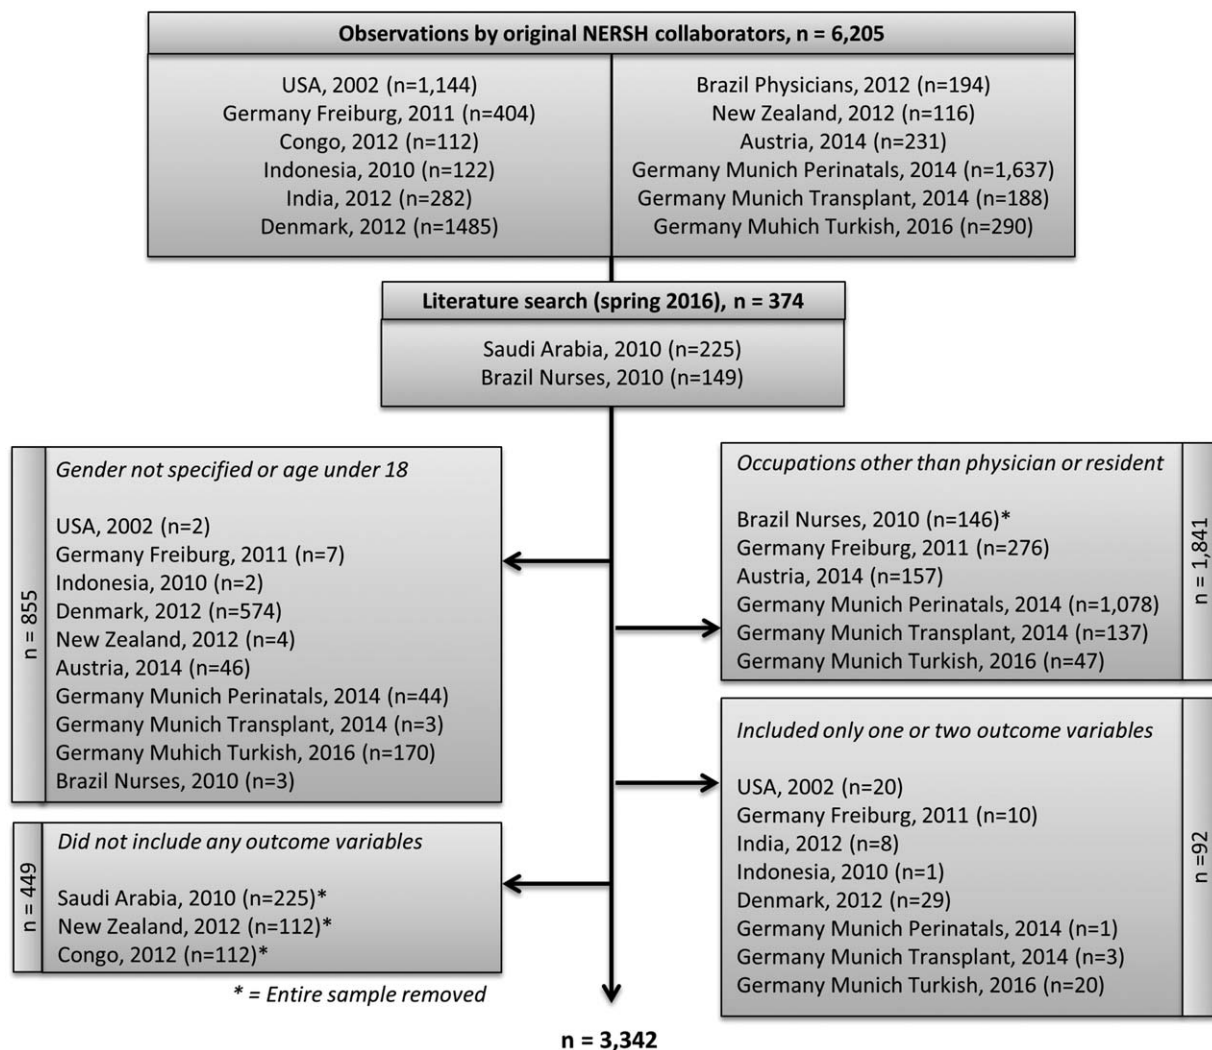 Observations by original NERSH collaborators, n = 6,205
USA, 2002 (n=1,144)
Germany Freiburg, 2011 (n=404)
Congo, 2012 (n=112)
Indonesia, 2010 (n=122)
India, 2012 (n=282)
Denmark, 2012 (n=1485)
Brazil Physicians, 2012 (n=194)
New Zealand, 2012 (n=116)
Austria, 2014 (n=231)
Germany Munich Perinatals, 2014 (n=1,637)
Germany Munich Transplant, 2014 (n=188)
Germany Muhich Turkish, 2016 (n=290)
Literature search (spring 2016), n = 374
Saudi Arabia, 2010 (n=225)
Brazil Nurses, 2010 (n=149)
n = 855
Gender not specified or age under 18
USA, 2002 (n=2)
Germany Freiburg, 2011 (n=7)
Indonesia, 2010 (n=2)
Denmark, 2012 (n=574)
New Zealand, 2012 (n=4)
Austria, 2014 (n=46)
Germany Munich Perinatals, 2014 (n=44)
Germany Munich Transplant, 2014 (n=3)
Germany Muhich Turkish, 2016 (n=170)
Brazil Nurses, 2010 (n=3)
Occupations other than physician or resident
Brazil Nurses, 2010 (n=146)*
Germany Freiburg, 2011 (n=276)
Austria, 2014 (n=157)
Germany Munich Perinatals, 2014 (n=1,078)
Germany Munich Transplant, 2014 (n=137)
Germany Munich Turkish, 2016 (n=47)
n = 1,841
n = 449
Did not include any outcome variables
Saudi Arabia, 2010 (n=225)*
New Zealand, 2012 (n=112)*
Congo, 2012 (n=112)*
* = Entire sample removed
Included only one or two outcome variables
USA, 2002 (n=20)
Germany Freiburg, 2011 (n=10)
India, 2012 (n=8)
Indonesia, 2010 (n=1)
Denmark, 2012 (n=29)
Germany Munich Perinatals, 2014 (n=1)
Germany Munich Transplant, 2014 (n=3)
Germany Munich Turkish, 2016 (n=20)
n =92
n = 3,342